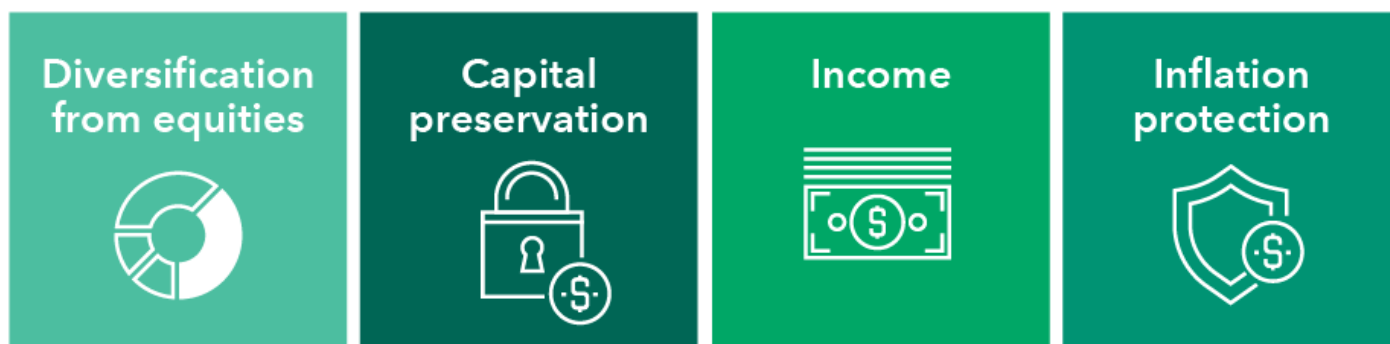 Diversification
from equities
Capital
preservation
Income
Inflation
protection
$
$
$